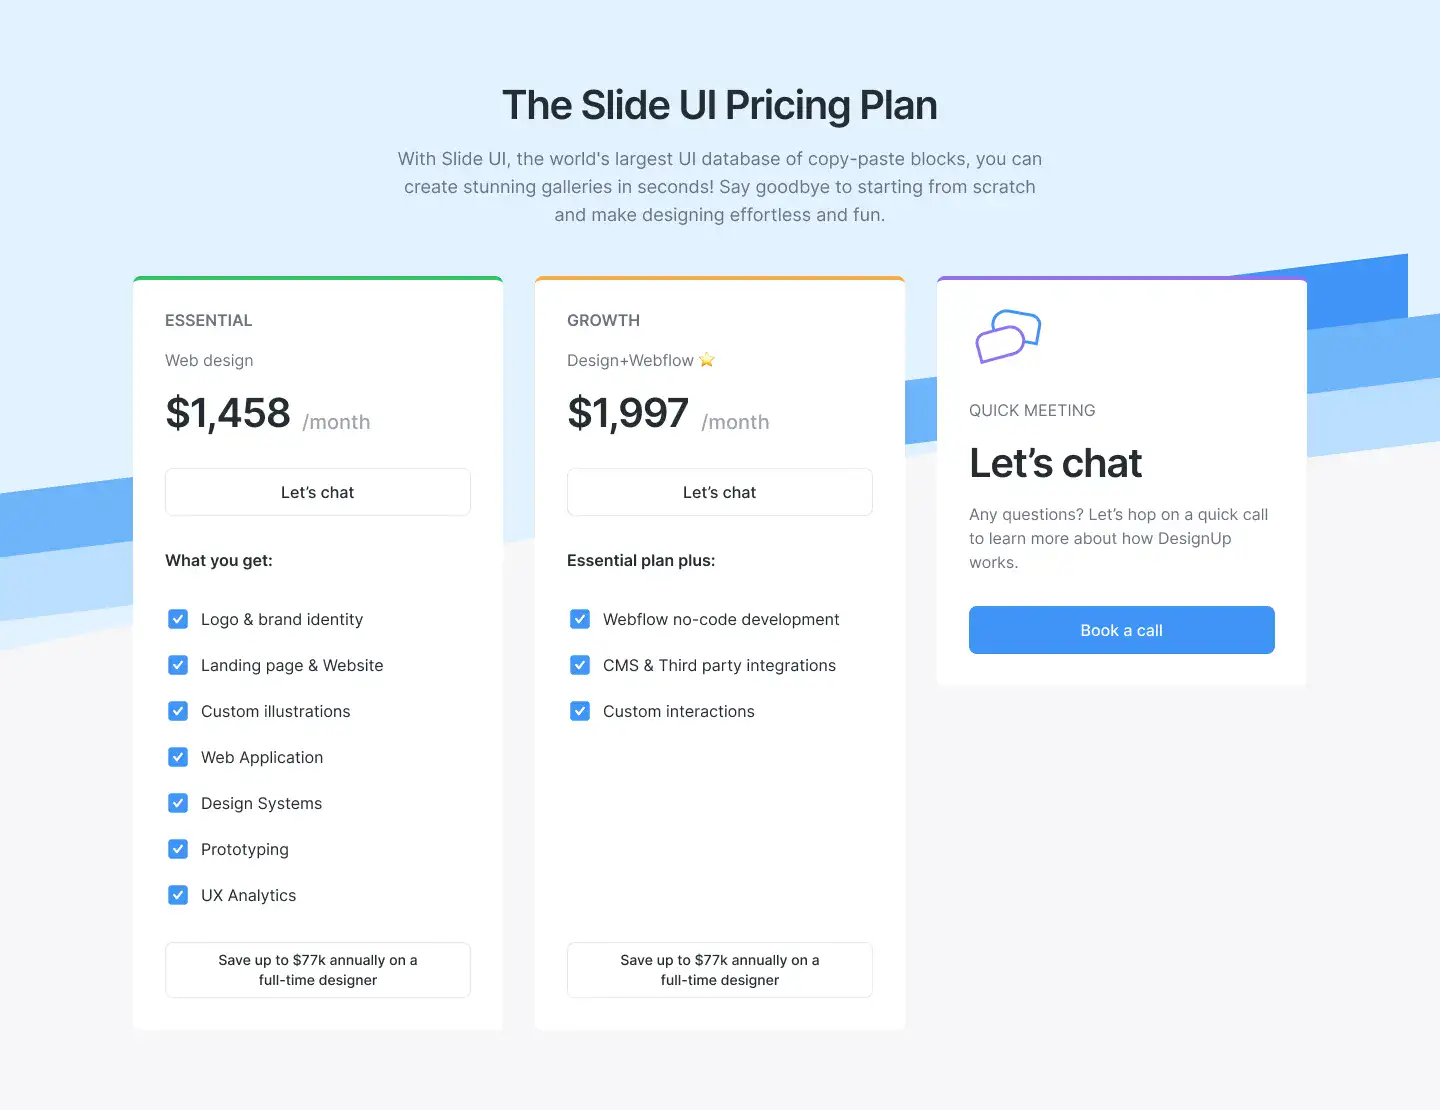 The Slide UI Pricing Plan
With Slide UI, the world's largest UI database of copy-paste blocks, you can
create stunning galleries in seconds! Say goodbye to starting from scratch
and make designing effortless and fun.
ESSENTIAL
Web design
$1,458 /month
Let’s chat
What you get:
Logo & brand identity
Landing page & Website
Custom illustrations
Web Application
Design Systems
Prototyping
UX Analytics
Save up to $77k annually on a
full-time designer
GROWTH
Design+Webflow ⭐
$1,997 /month
Let’s chat
Essential plan plus:
Webflow no-code development
CMS & Third party integrations
Custom interactions
Save up to $77k annually on a
full-time designer
QUICK MEETING
Let’s chat
Any questions? Let’s hop on a quick call
to learn more about how DesignUp
works.
Book a call